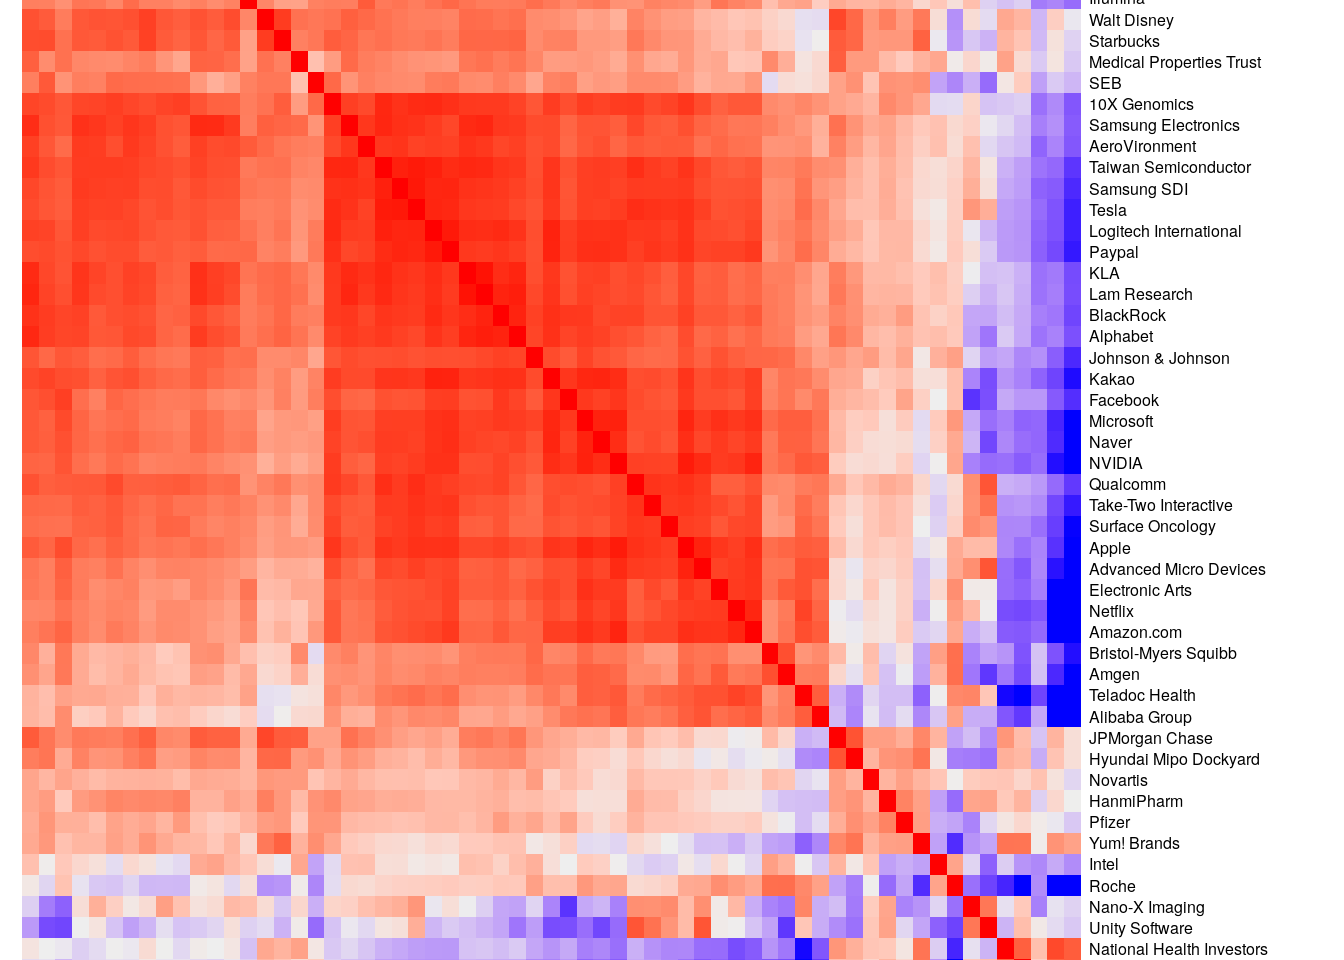 Illumina
Walt Disney
Starbucks
Medical Properties Trust
SEB
10X Genomics
Samsung Electronics
AeroVironment
Taiwan Semiconductor
Samsung SDI
Tesla
Logitech International
Paypal
KLA
Lam Research
BlackRock
Alphabet
Johnson & Johnson
Kakao
Facebook
Microsoft
Naver
NVIDIA
Qualcomm
Take-Two Interactive
Surface Oncology
Apple
Advanced Micro Devices
Electronic Arts
Netflix
Amazon.com
Bristol-Myers Squibb
Amgen
Teladoc Health
Alibaba Group
JPMorgan Chase
Hyundai Mipo Dockyard
Novartis
HanmiPharm
Pfizer
Yum! Brands
Intel
Roche
Nano-X Imaging
Unity Software
National Health Investors